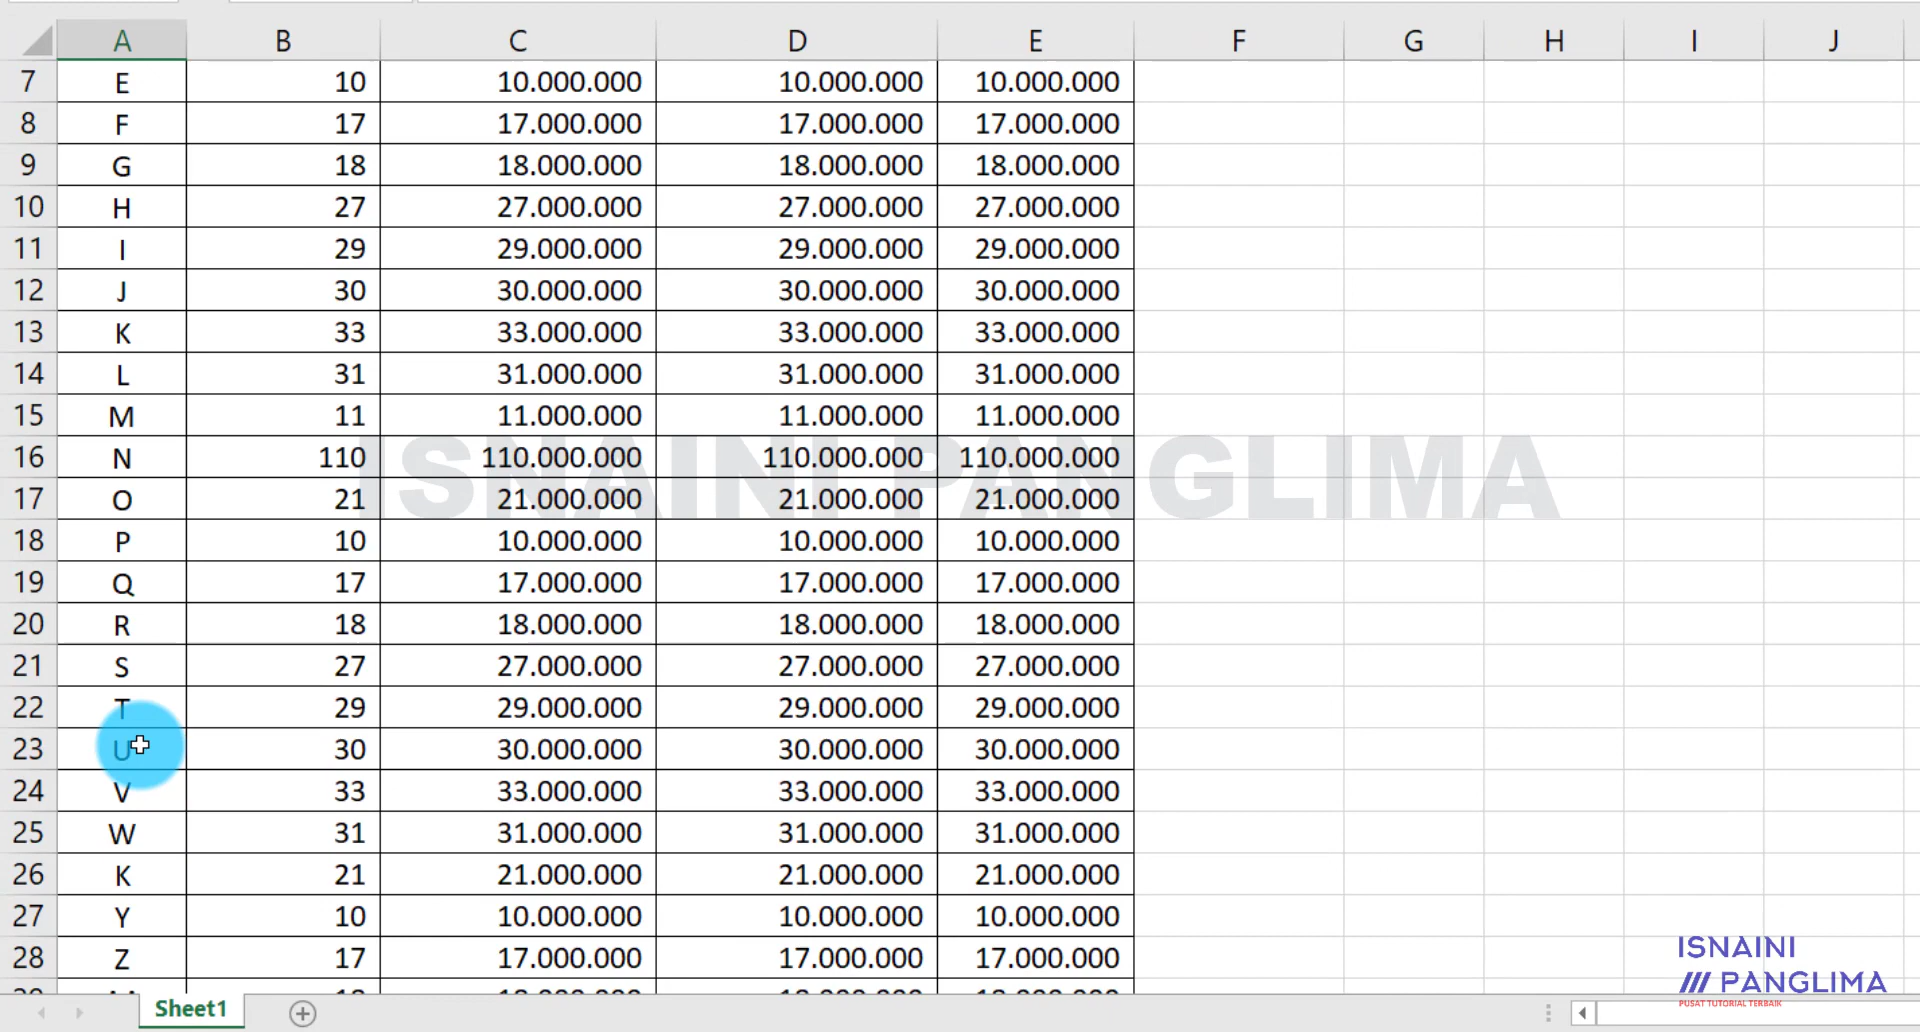 A B C D E F G H I J
7 E 10 10.000.000 10.000.000 10.000.000
8 F 17 17.000.000 17.000.000 17.000.000
9 G 18 18.000.000 18.000.000 18.000.000
10 H 27 27.000.000 27.000.000 27.000.000
11 I 29 29.000.000 29.000.000 29.000.000
12 J 30 30.000.000 30.000.000 30.000.000
13 K 33 33.000.000 33.000.000 33.000.000
14 L 31 31.000.000 31.000.000 31.000.000
15 M 11 11.000.000 11.000.000 11.000.000
16 N 110 110.000.000 110.000.000 110.000.000
ISNAINI PANGLIMA
17 O 21 21.000.000 21.000.000 21.000.000
18 P 10 10.000.000 10.000.000 10.000.000
19 Q 17 17.000.000 17.000.000 17.000.000
20 R 18 18.000.000 18.000.000 18.000.000
21 S 27 27.000.000 27.000.000 27.000.000
22 T 29 29.000.000 29.000.000 29.000.000
23 U 30 30.000.000 30.000.000 30.000.000
24 V 33 33.000.000 33.000.000 33.000.000
25 W 31 31.000.000 31.000.000 31.000.000
26 K 21 21.000.000 21.000.000 21.000.000
27 Y 10 10.000.000 10.000.000 10.000.000
28 Z 17 17.000.000 17.000.000 17.000.000
ISNAINI
PANGLIMA
PUSAT TUTORIAL TERBAIK
Sheet1